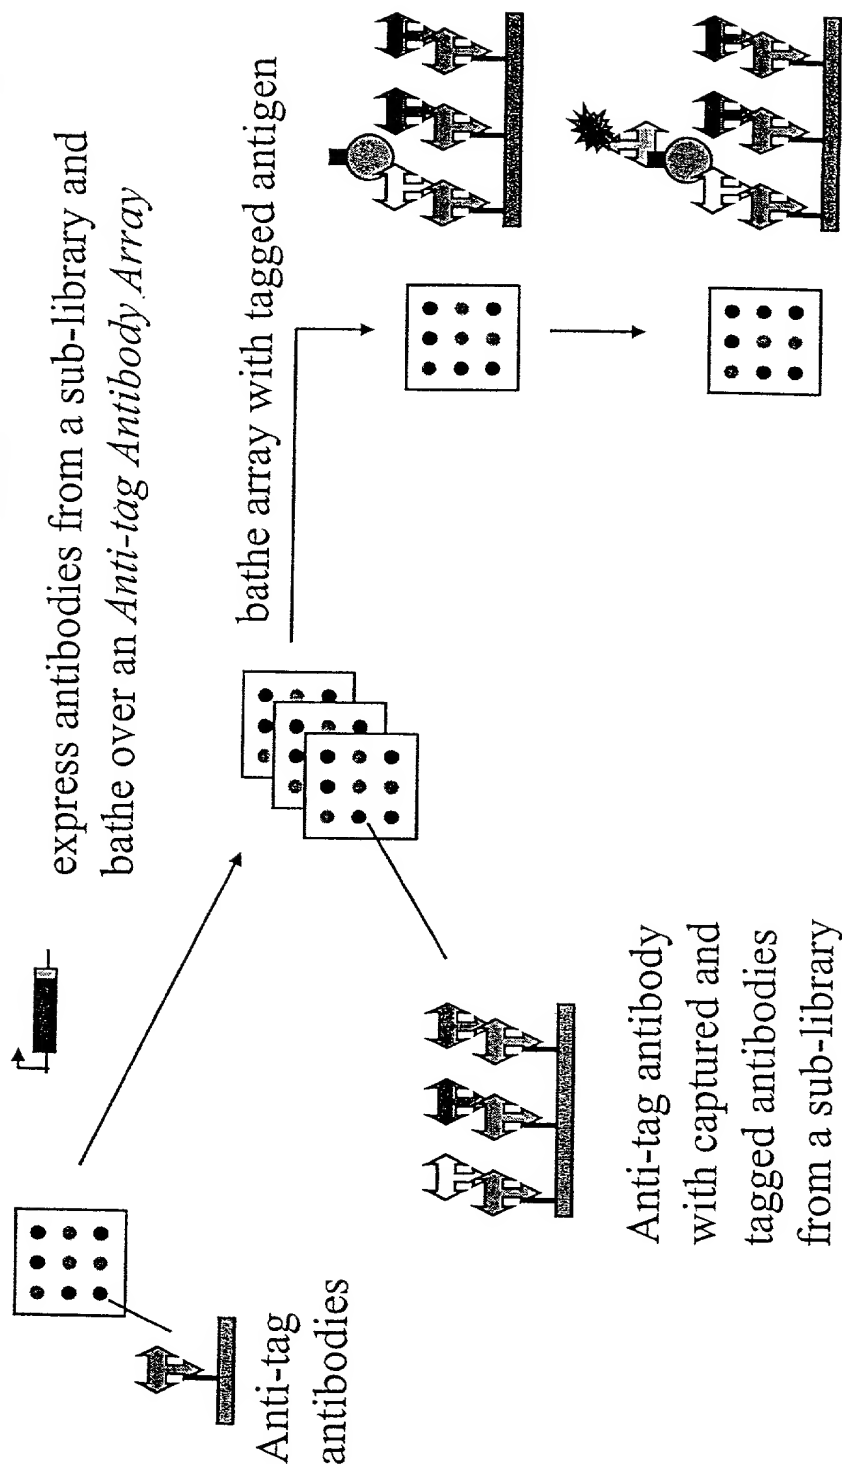 express antibodies from a sub-library and
bathe over an Anti-tag Antibody Array
bathe array with tagged antigen
Anti-tag
antibodies
Anti-tag antibody
with captured and
tagged antibodies
from a sub-library